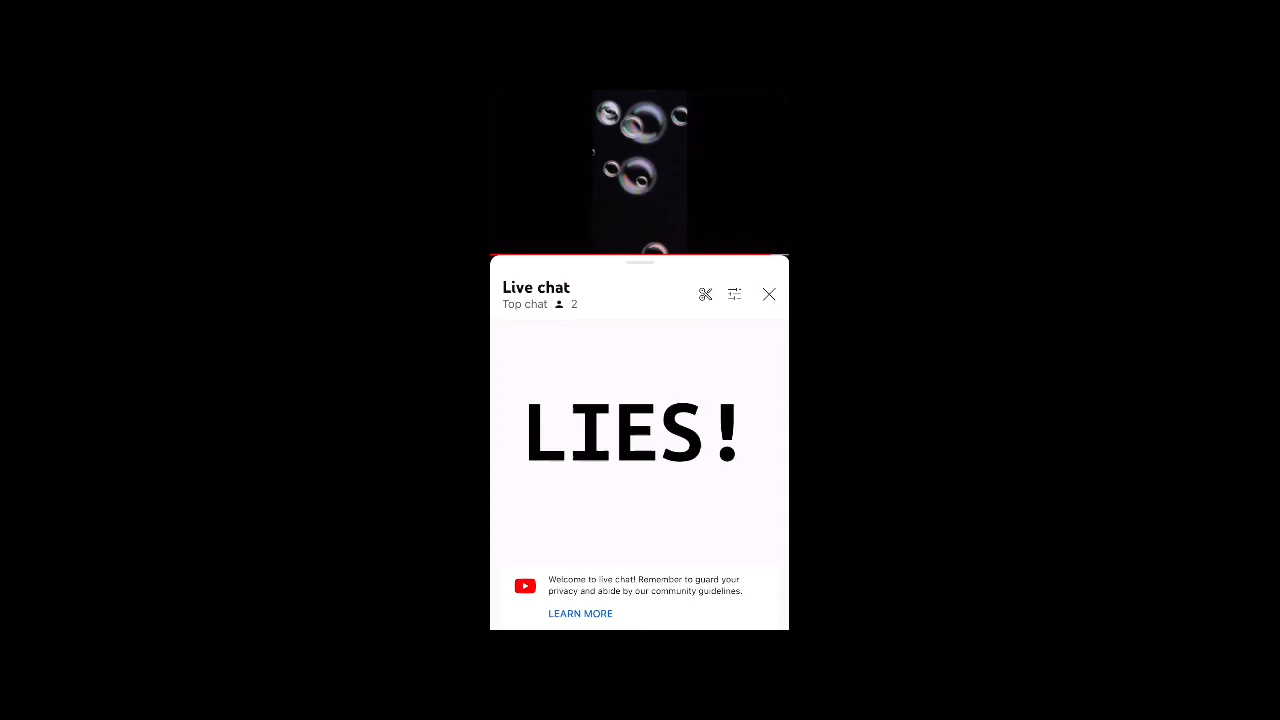 Live chat
Top chat 2
LIES!
Welcome to live chat! Remember to guard your
privacy and abide by our community guidelines.
LEARN MORE